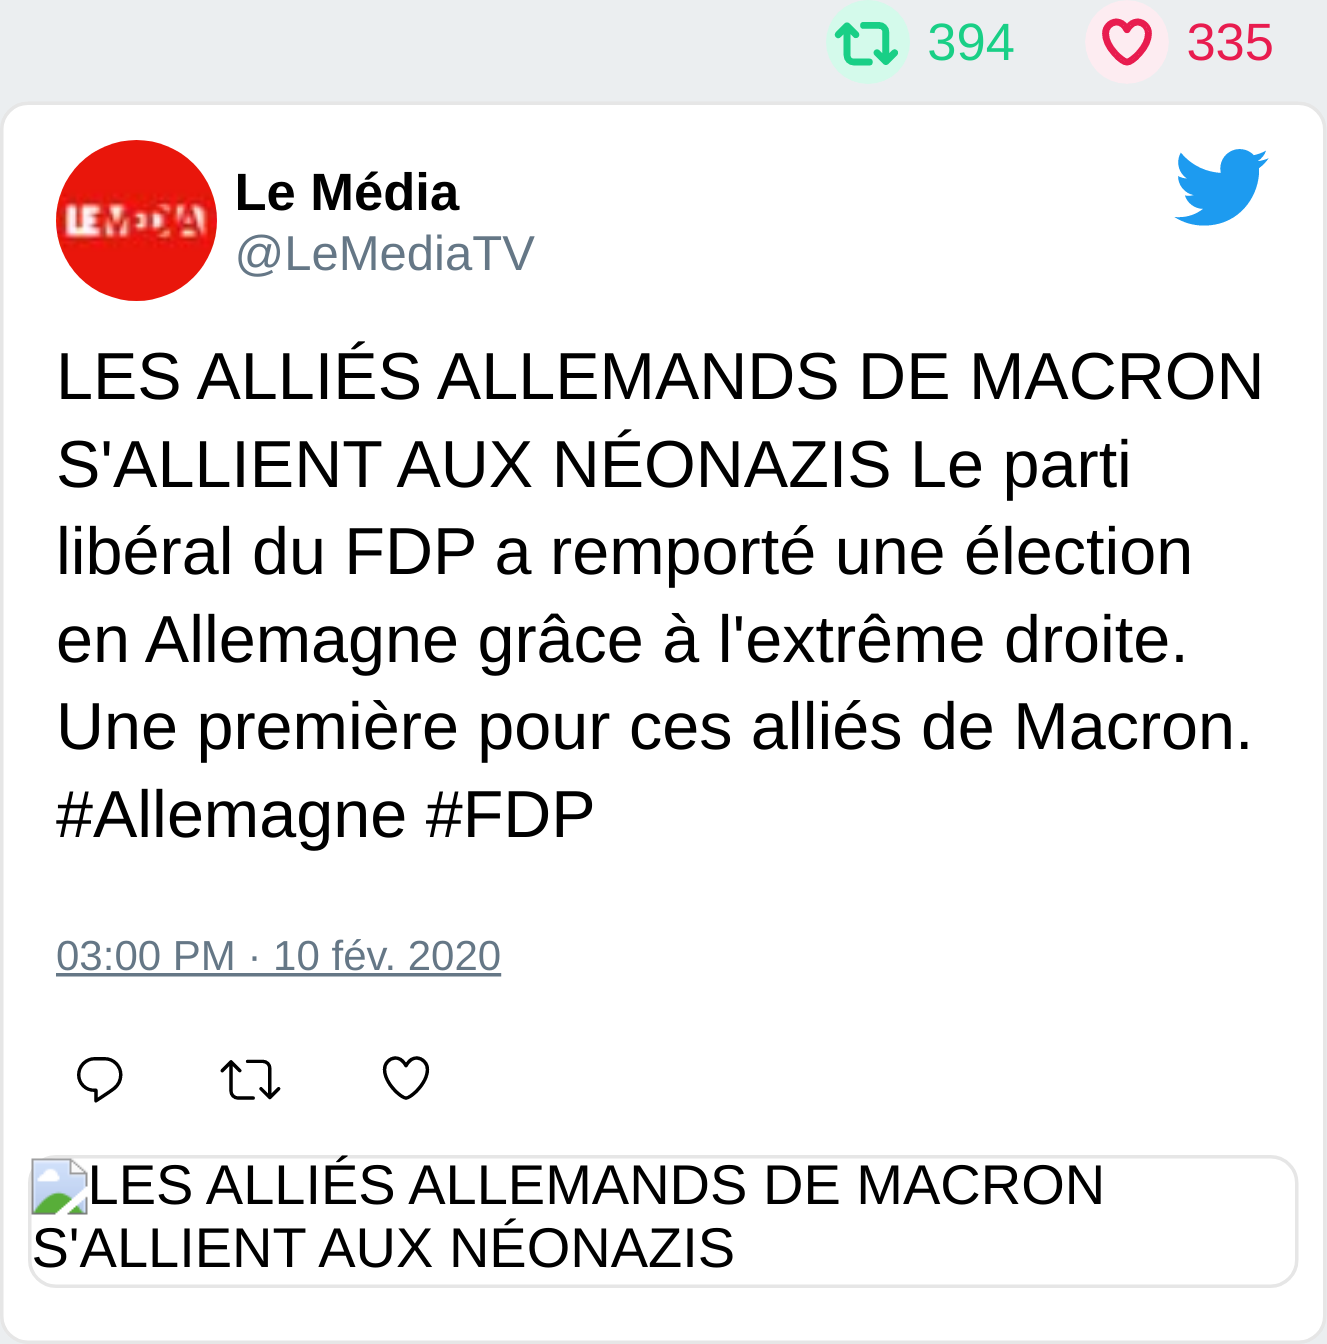 394 335
LE MEDIA
Le Média
@LeMediaTV
LES ALLIÉS ALLEMANDS DE MACRON
S'ALLIENT AUX NÉONAZIS Le parti
libéral du FDP a remporté une élection
en Allemagne grâce à l'extrême droite.
Une première pour ces alliés de Macron.
#Allemagne #FDP
03:00 PM · 10 fév. 2020
LES ALLIÉS ALLEMANDS DE MACRON
S'ALLIENT AUX NÉONAZIS